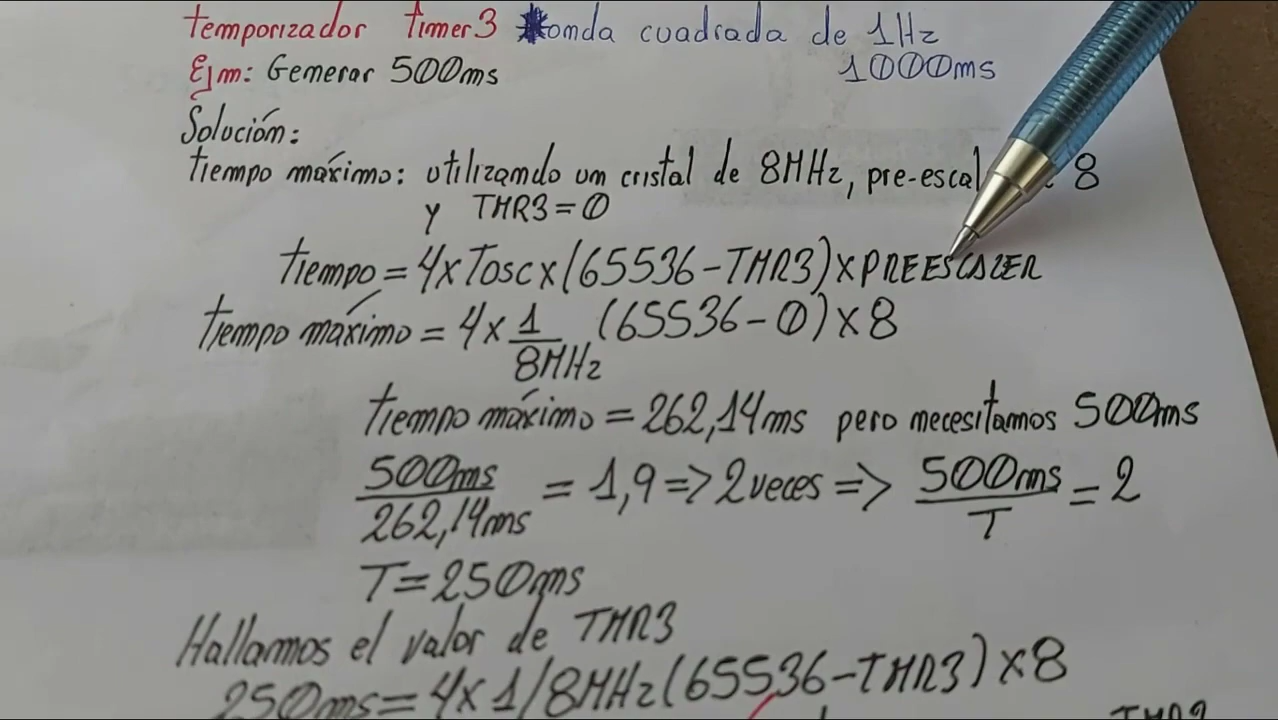 temporizador timer3 onda cuadrada de 1Hz
Ejm: Generar 500ms 1000ms
Solución:
tiempo máximo: utilizando un cristal de 8MHz, pre-escal 8
y TMR3=0
tiempo = 4xToscx(65536-TMR3)xPREESCALER
tiempo máximo = 4x 1/8MHz (65536-0)x8
tiempo máximo = 262,14ms pero necesitamos 500ms
500ms/262,14ms = 1,9 => 2veces => 500ms/T = 2
T=250ms
Hallamos el valor de TMR3
250ms=4x1/8MHz(65536-TMR3)x8